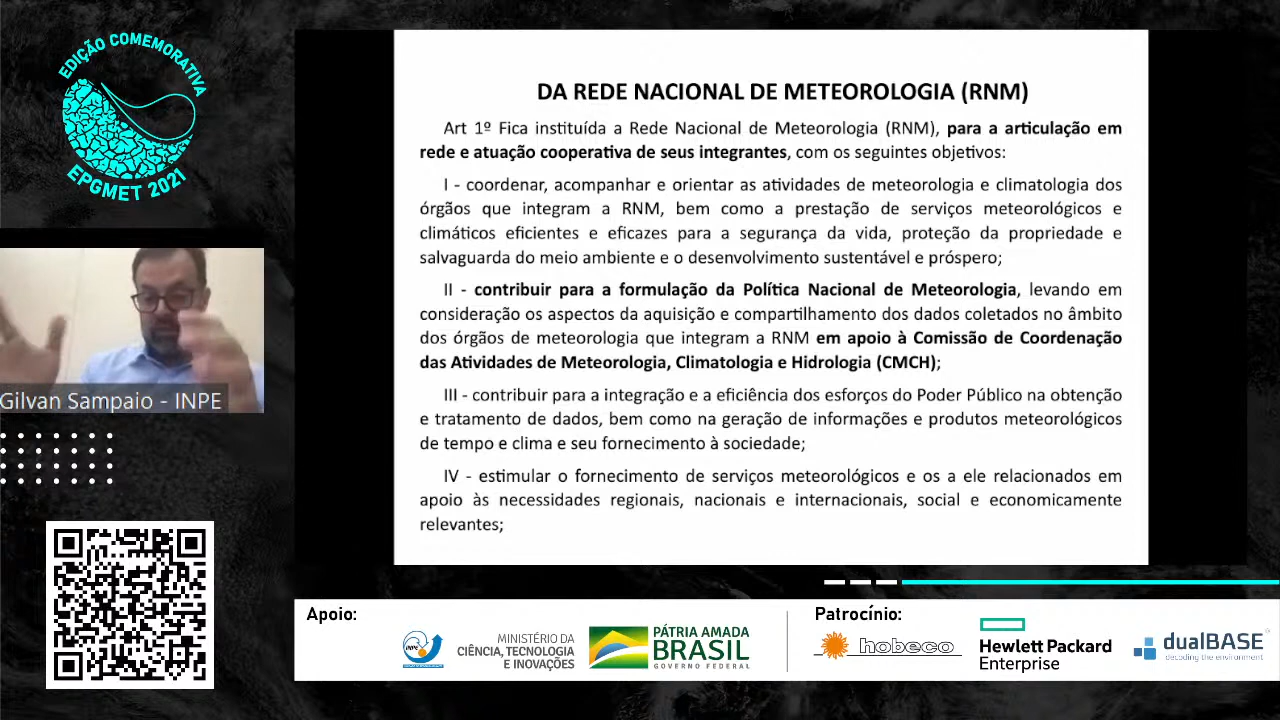 EDIÇÃO COMEMORATIVA
EPGMET 2021
Gilvan Sampaio - INPE
DA REDE NACIONAL DE METEOROLOGIA (RNM)
Art 1º Fica instituída a Rede Nacional de Meteorologia (RNM), para a articulação em
rede e atuação cooperativa de seus integrantes, com os seguintes objetivos:
I - coordenar, acompanhar e orientar as atividades de meteorologia e climatologia dos
órgãos que integram a RNM, bem como a prestação de serviços meteorológicos e
climáticos eficientes e eficazes para a segurança da vida, proteção da propriedade e
salvaguarda do meio ambiente e o desenvolvimento sustentável e próspero;
II - contribuir para a formulação da Política Nacional de Meteorologia, levando em
consideração os aspectos da aquisição e compartilhamento dos dados coletados no âmbito
dos órgãos de meteorologia que integram a RNM em apoio à Comissão de Coordenação
das Atividades de Meteorologia, Climatologia e Hidrologia (CMCH);
III - contribuir para a integração e a eficiência dos esforços do Poder Público na obtenção
e tratamento de dados, bem como na geração de informações e produtos meteorológicos
de tempo e clima e seu fornecimento à sociedade;
IV - estimular o fornecimento de serviços meteorológicos e os a ele relacionados em
apoio às necessidades regionais, nacionais e internacionais, social e economicamente
relevantes;
Apoio:
INPE
MINISTÉRIO DA
CIÊNCIA, TECNOLOGIA
E INOVAÇÕES
PÁTRIA AMADA
BRASIL
GOVERNO FEDERAL
Patrocínio:
hobeco
Hewlett Packard
Enterprise
dualBASE
decoding the environment